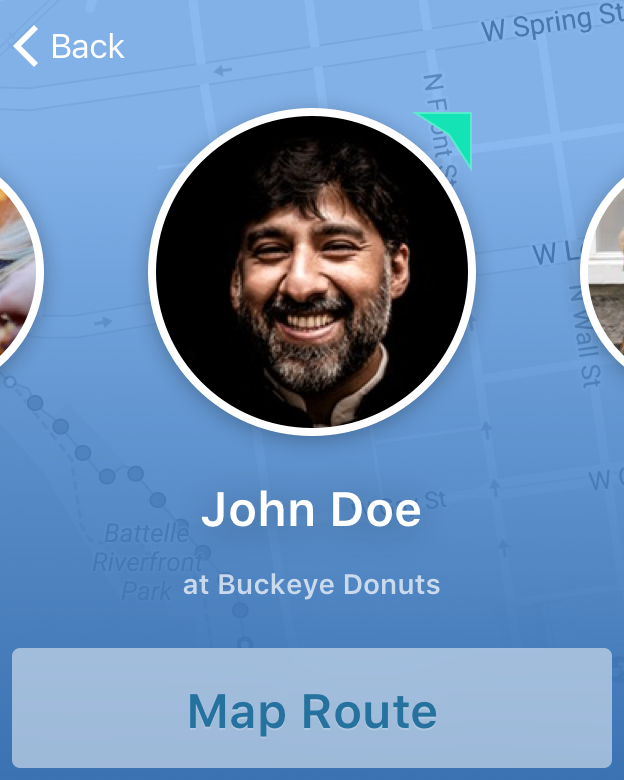 Back
W Spring St
N Front St
N Wall St
Battelle
Riverfront
Park
St
John Doe
at Buckeye Donuts
Map Route